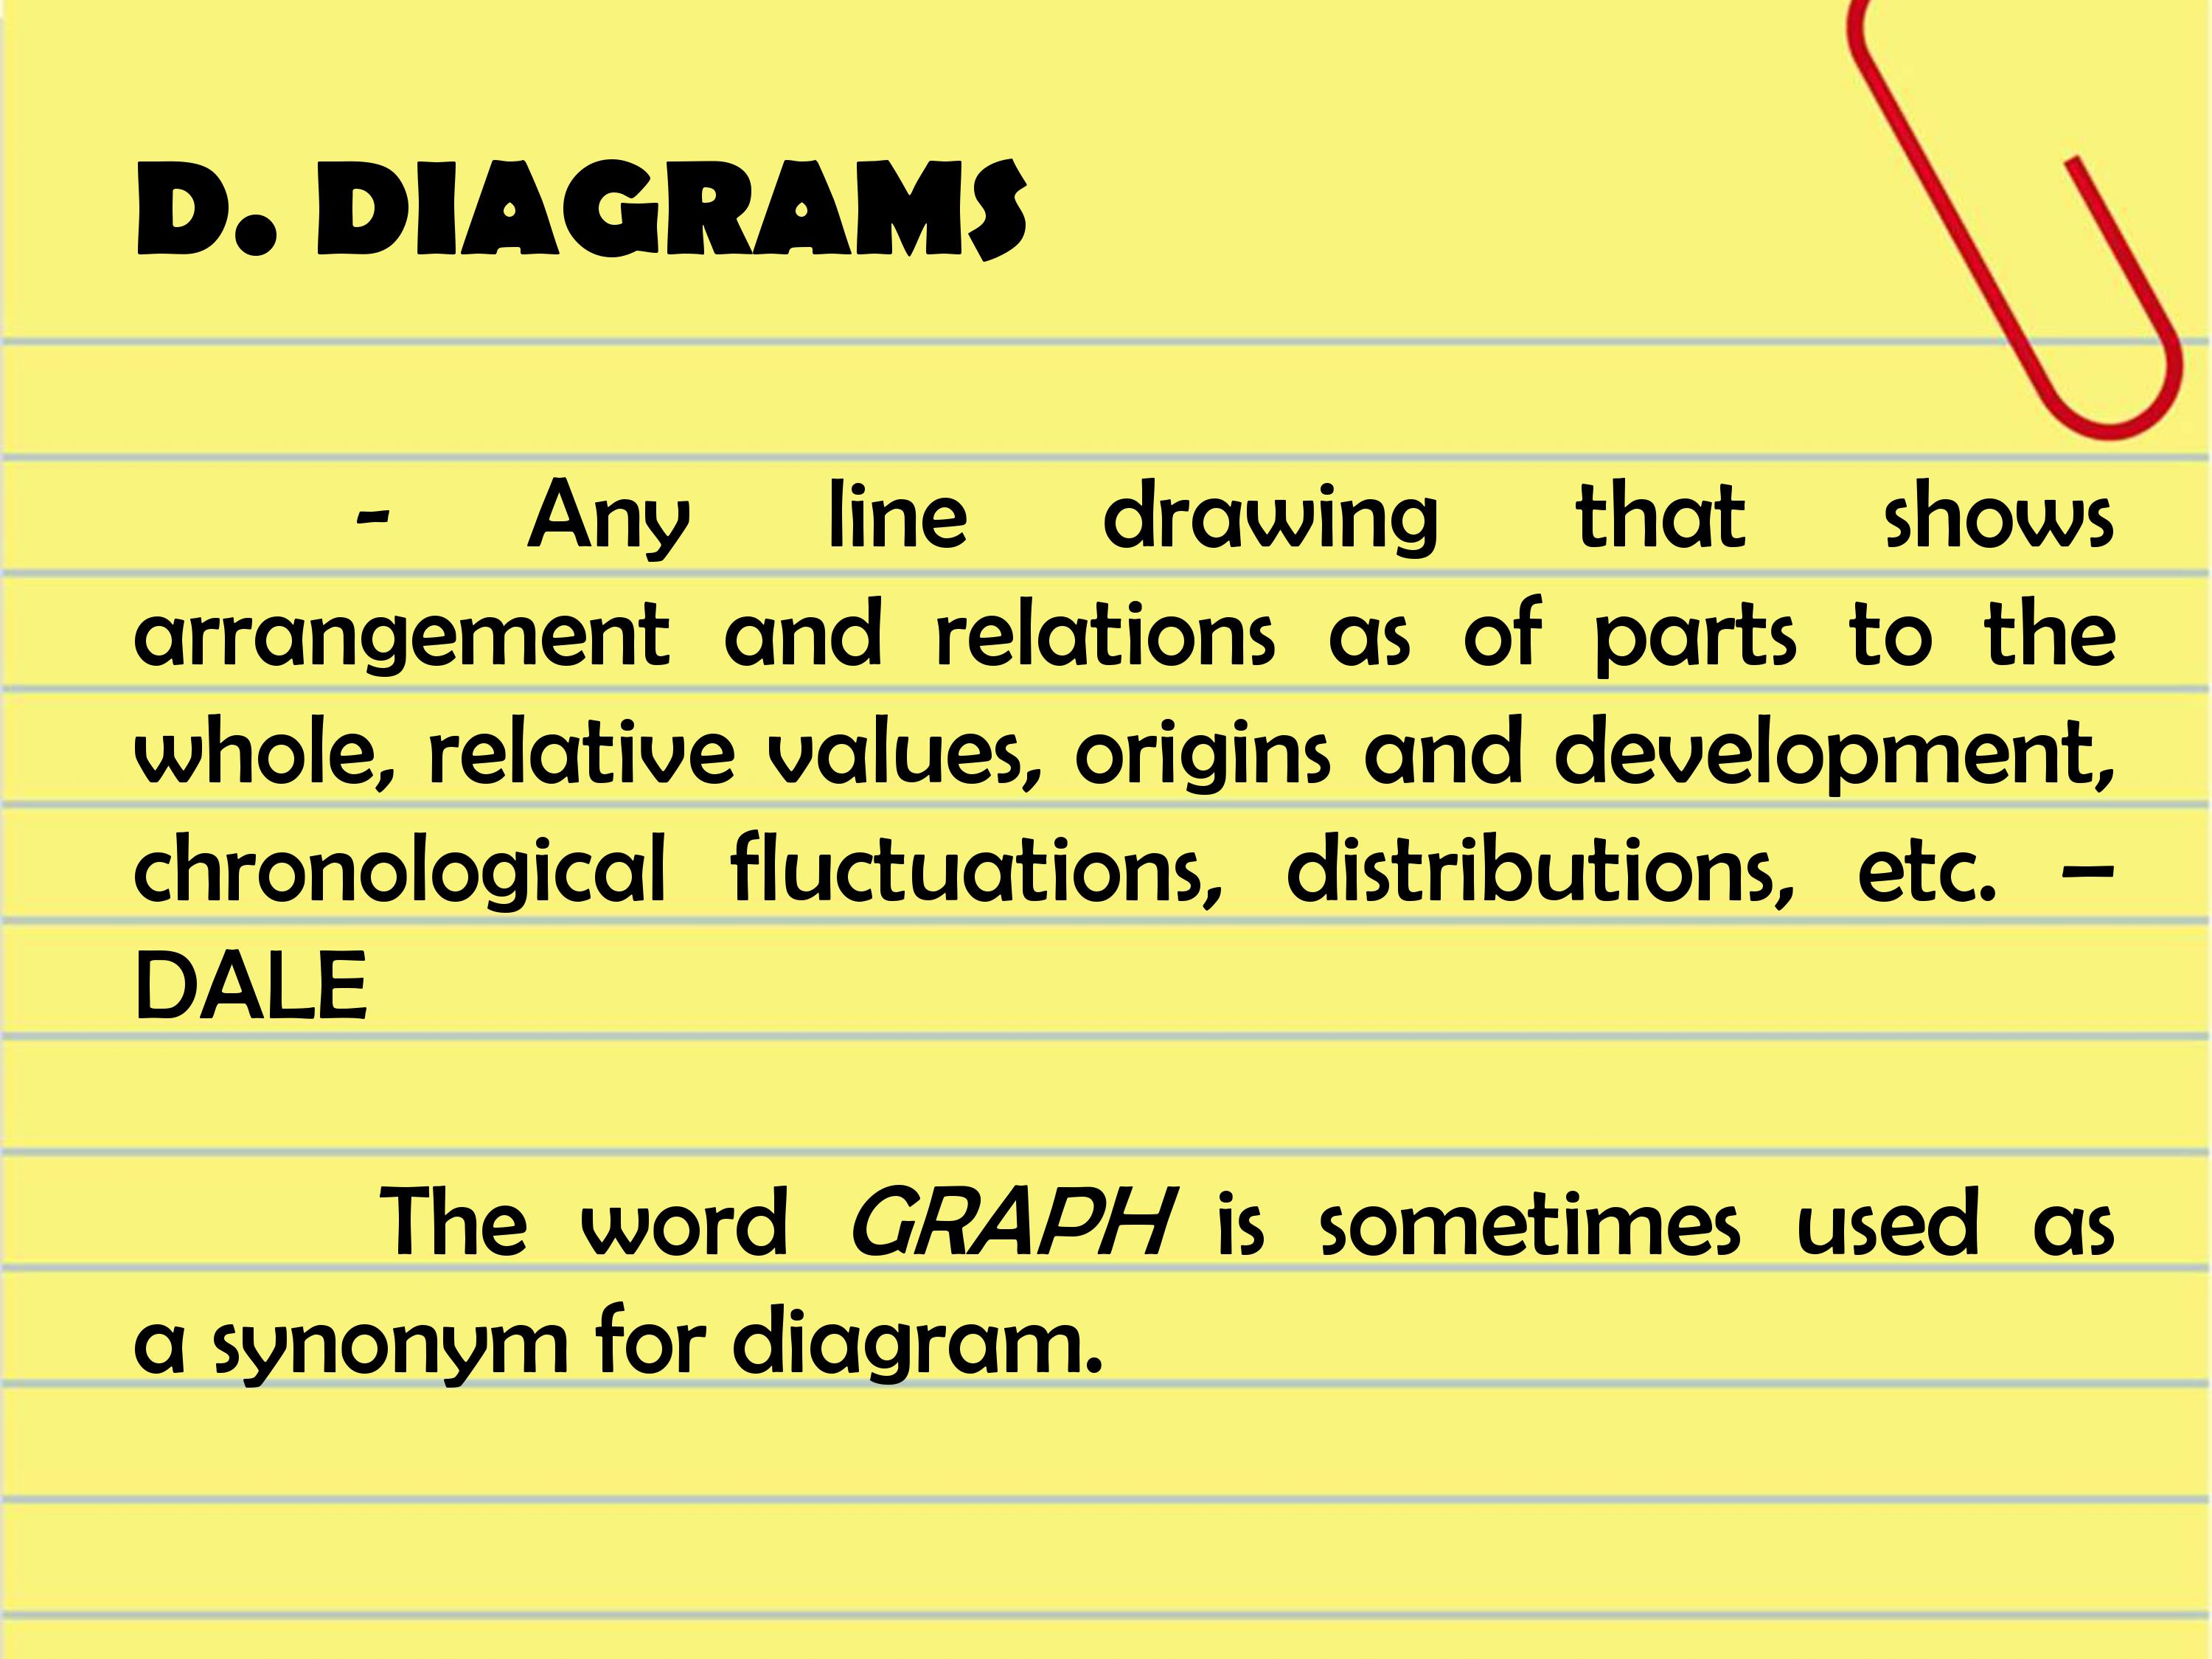 D. DIAGRAMS
- Any line drawing that shows
arrangement and relations as of parts to the
whole, relative values, origins and development,
chronological fluctuations, distributions, etc. –
DALE
The word GRAPH is sometimes used as
a synonym for diagram.